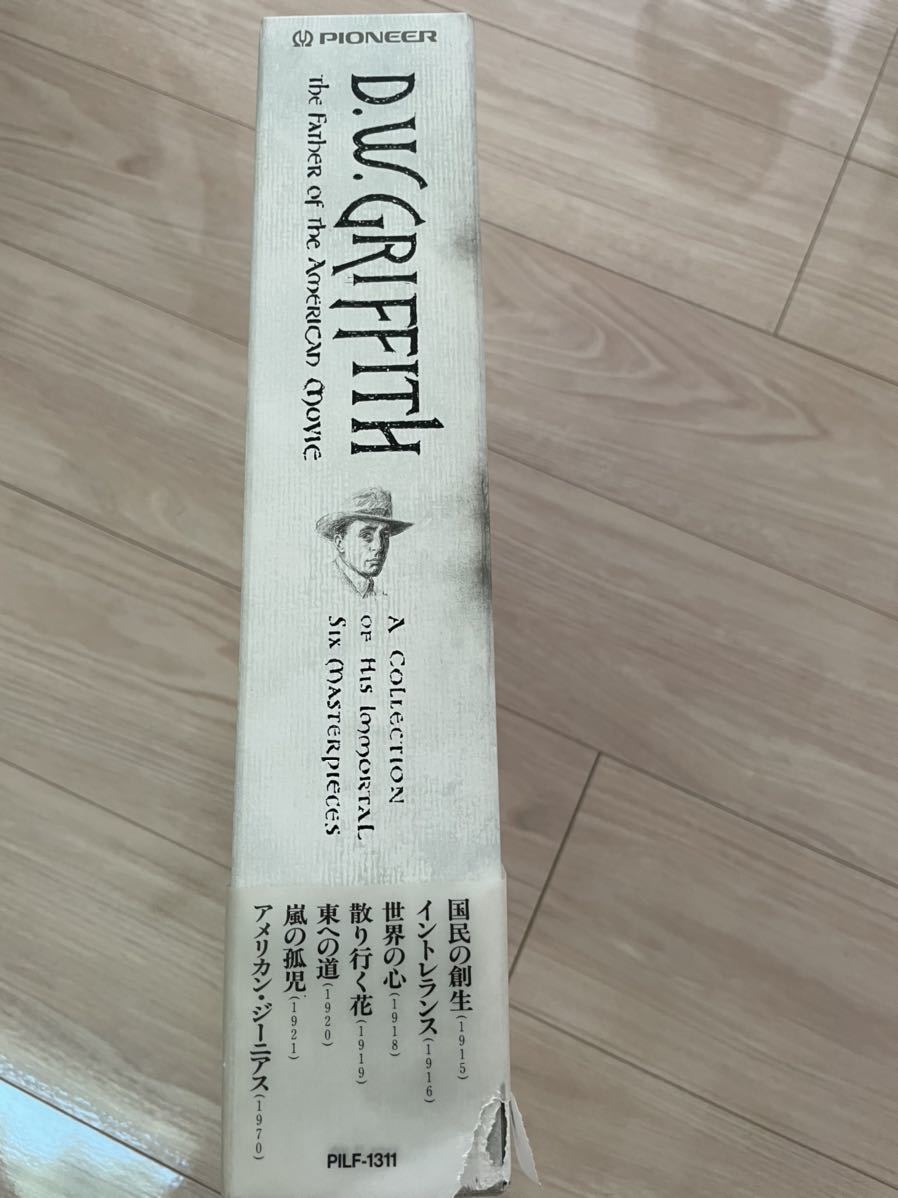 PIONEER
D.W. GRIFFITH
The Father of the American Movie
A Collection
of His Immortal
Six Masterpieces
国民の創生(1915)
イントレランス(1916)
世界の心(1918)
散り行く花(1919)
東への道(1920)
嵐の孤児(1921)
アメリカン・ジーニアス(1970)
PILF-1311